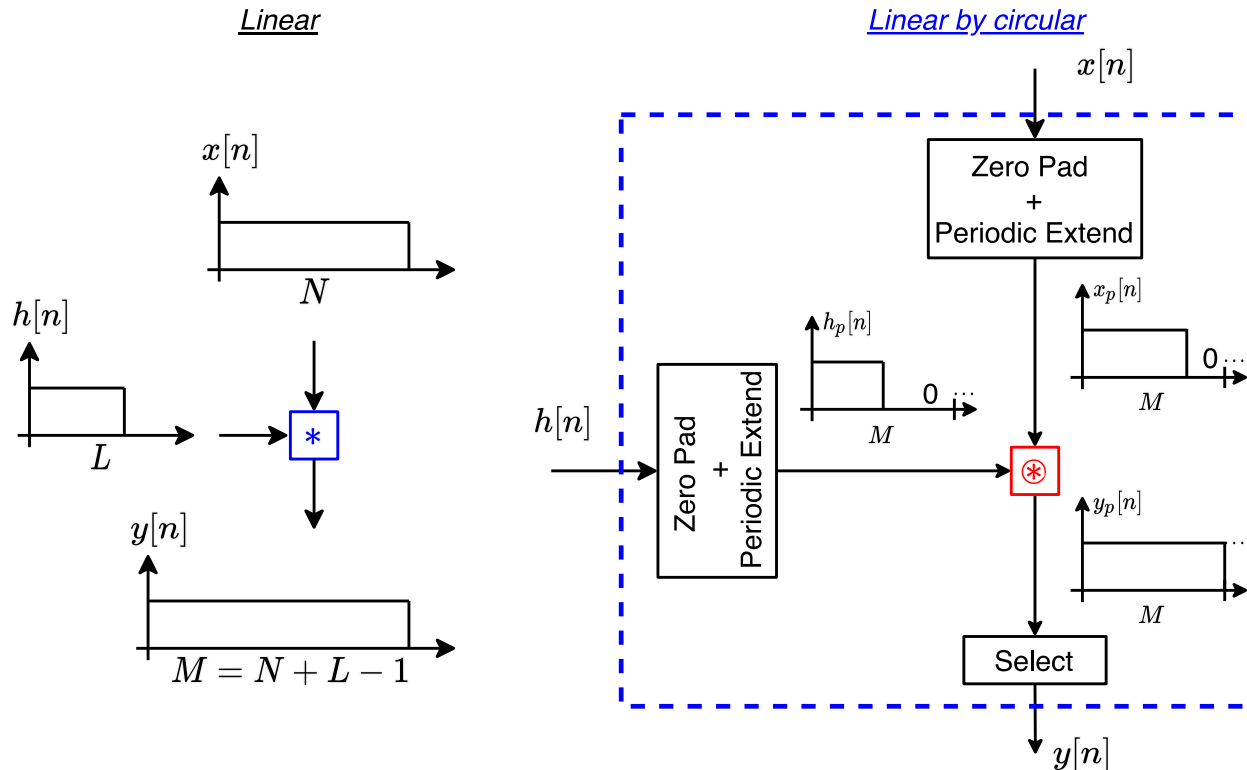 Linear
x[n]
N
h[n]
L
*
y[n]
M = N + L − 1
Linear by circular
x[n]
Zero Pad
+
Periodic Extend
x_p[n]
0 ...
M
h_p[n]
0 ...
M
h[n]
Zero Pad
+
Periodic Extend
⊛
y_p[n]
...
M
Select
y[n]